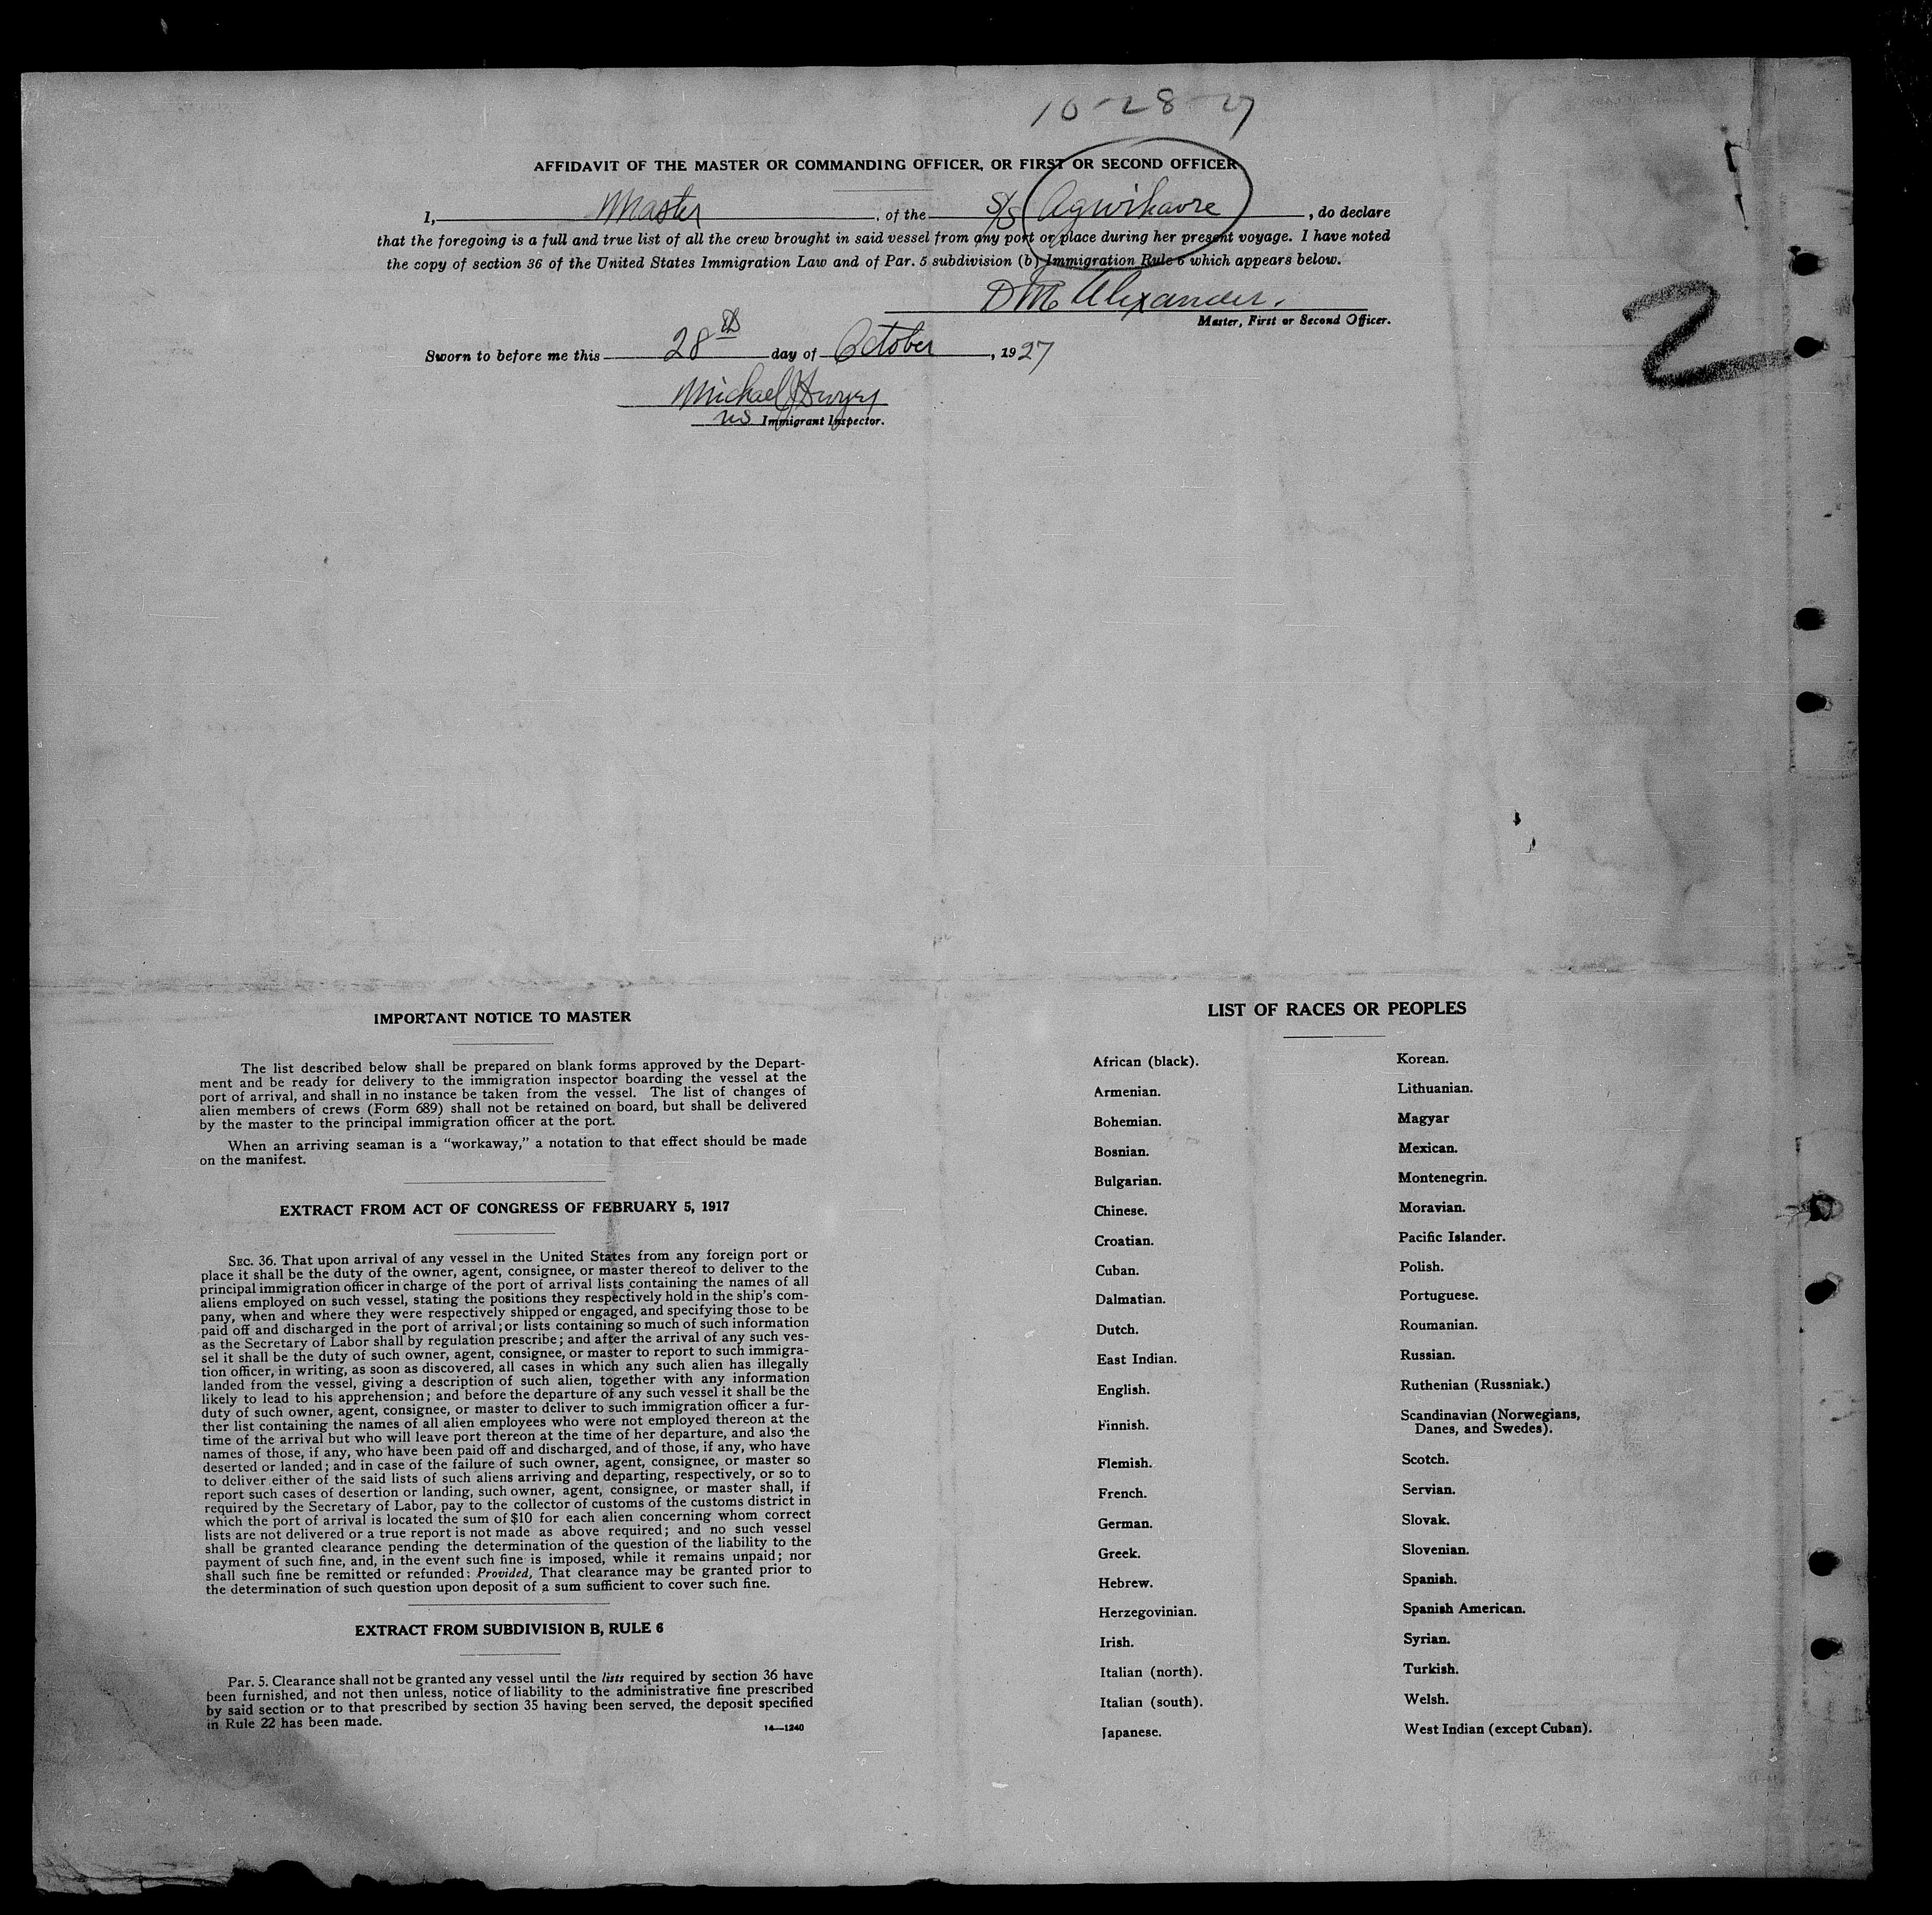 10-28-27
AFFIDAVIT OF THE MASTER OR COMMANDING OFFICER, OR FIRST OR SECOND OFFICER
I, Master, of the S/S Agwihavre, do declare
that the foregoing is a full and true list of all the crew brought in said vessel from any port or place during her present voyage. I have noted
the copy of section 36 of the United States Immigration Law and of Par. 5 subdivision (b) Immigration Rule 6 which appears below.
D M Alexander.
Master, First or Second Officer.
2
Sworn to before me this 28th day of October, 1927
Michael
US Immigrant Inspector.
IMPORTANT NOTICE TO MASTER
The list described below shall be prepared on blank forms approved by the Depart-
ment and be ready for delivery to the immigration inspector boarding the vessel at the
port of arrival, and shall in no instance be taken from the vessel. The list of changes of
alien members of crews (Form 689) shall not be retained on board, but shall be delivered
by the master to the principal immigration officer at the port.
When an arriving seaman is a "workaway," a notation to that effect should be made
on the manifest.
EXTRACT FROM ACT OF CONGRESS OF FEBRUARY 5, 1917
SEC. 36. That upon arrival of any vessel in the United States from any foreign port or
place it shall be the duty of the owner, agent, consignee, or master thereof to deliver to the
principal immigration officer in charge of the port of arrival lists containing the names of all
aliens employed on such vessel, stating the positions they respectively hold in the ship's com-
pany, when and where they were respectively shipped or engaged, and specifying those to be
paid off and discharged in the port of arrival; or lists containing so much of such information
as the Secretary of Labor shall by regulation prescribe; and after the arrival of any such ves-
sel it shall be the duty of such owner, agent, consignee, or master to report to such immigra-
tion officer, in writing, as soon as discovered, all cases in which any such alien has illegally
landed from the vessel, giving a description of such alien, together with any information
likely to lead to his apprehension; and before the departure of any such vessel it shall be the
duty of such owner, agent, consignee, or master to deliver to such immigration officer a fur-
ther list containing the names of all alien employees who were not employed thereon at the
time of the arrival but who will leave port thereon at the time of her departure, and also the
names of those, if any, who have been paid off and discharged, and of those, if any, who have
deserted or landed; and in case of the failure of such owner, agent, consignee, or master so
to deliver either of the said lists of such aliens arriving and departing, respectively, or so to
report such cases of desertion or landing, such owner, agent, consignee, or master shall, if
required by the Secretary of Labor, pay to the collector of customs of the customs district in
which the port of arrival is located the sum of $10 for each alien concerning whom correct
lists are not delivered or a true report is not made as above required; and no such vessel
shall be granted clearance pending the determination of the question of the liability to the
payment of such fine, and, in the event such fine is imposed, while it remains unpaid; nor
shall such fine be remitted or refunded: Provided, That clearance may be granted prior to
the determination of such question upon deposit of a sum sufficient to cover such fine.
EXTRACT FROM SUBDIVISION B, RULE 6
Par. 5. Clearance shall not be granted any vessel until the lists required by section 36 have
been furnished, and not then unless, notice of liability to the administrative fine prescribed
by said section or to that prescribed by section 35 having been served, the deposit specified
in Rule 22 has been made.
14—1240
LIST OF RACES OR PEOPLES
African (black).
Armenian.
Bohemian.
Bosnian.
Bulgarian.
Chinese.
Croatian.
Cuban.
Dalmatian.
Dutch.
East Indian.
English.
Finnish.
Flemish.
French.
German.
Greek.
Hebrew.
Herzegovinian.
Irish.
Italian (north).
Italian (south).
Japanese.
Korean.
Lithuanian.
Magyar
Mexican.
Montenegrin.
Moravian.
Pacific Islander.
Polish.
Portuguese.
Roumanian.
Russian.
Ruthenian (Russniak.)
Scandinavian (Norwegians,
Danes, and Swedes).
Scotch.
Servian.
Slovak.
Slovenian.
Spanish.
Spanish American.
Syrian.
Turkish.
Welsh.
West Indian (except Cuban).